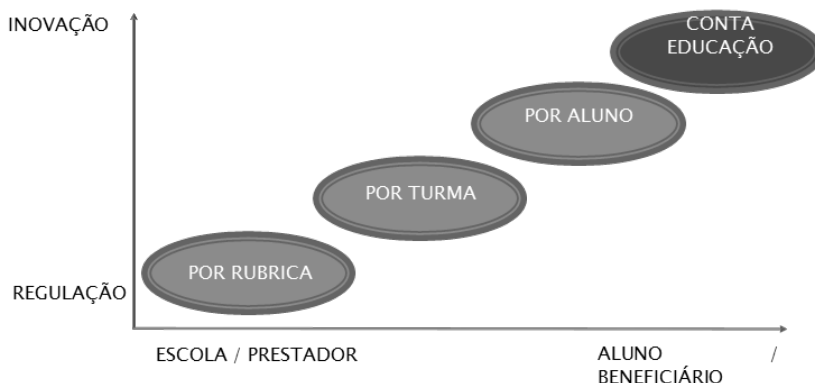 INOVAÇÃO
CONTA
EDUCAÇÃO
POR ALUNO
POR TURMA
POR RUBRICA
REGULAÇÃO
ESCOLA / PRESTADOR
ALUNO /
BENEFICIÁRIO